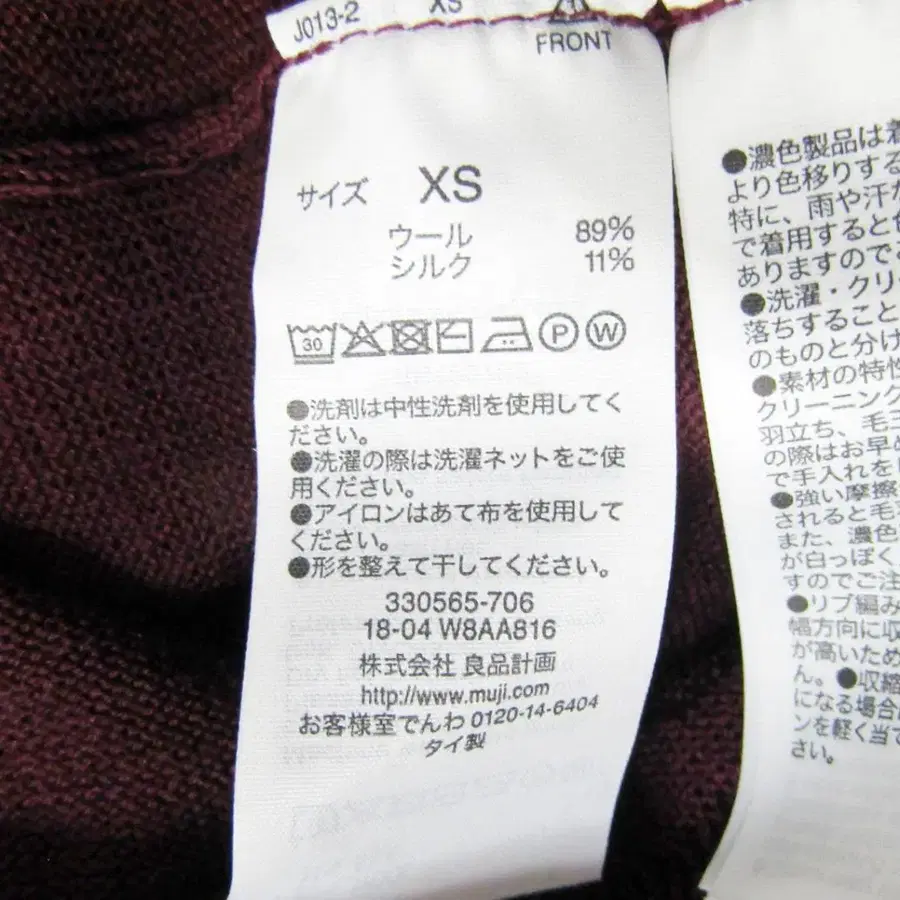 J013-2 XS
FRONT
サイズ XS
ウール 89%
シルク 11%
30 P W
●洗剤は中性洗剤を使用してく
ださい。
●洗濯の際は洗濯ネットをご使
用ください。
●アイロンはあて布を使用して
ください。
●形を整えて干してください。
330565-706
18-04 W8AA816
株式会社 良品計画
http://www.muji.com
お客様室でんわ 0120-14-6404
タイ製
●濃色製品は着
より色移りする
特に、雨や汗か
で着用すると色
ありますのでご
●洗濯・クリ
落ちすること
のものと分け
●素材の特性
クリーニング
羽立ち、毛玉
の際はお早め
で手入れを
●強い摩擦
されると毛
また、濃色
が白っぽく
すのでご注
●リブ編み
幅方向に収
が高いため
ん。●収縮
になる場合
ンを軽く当て
さい。